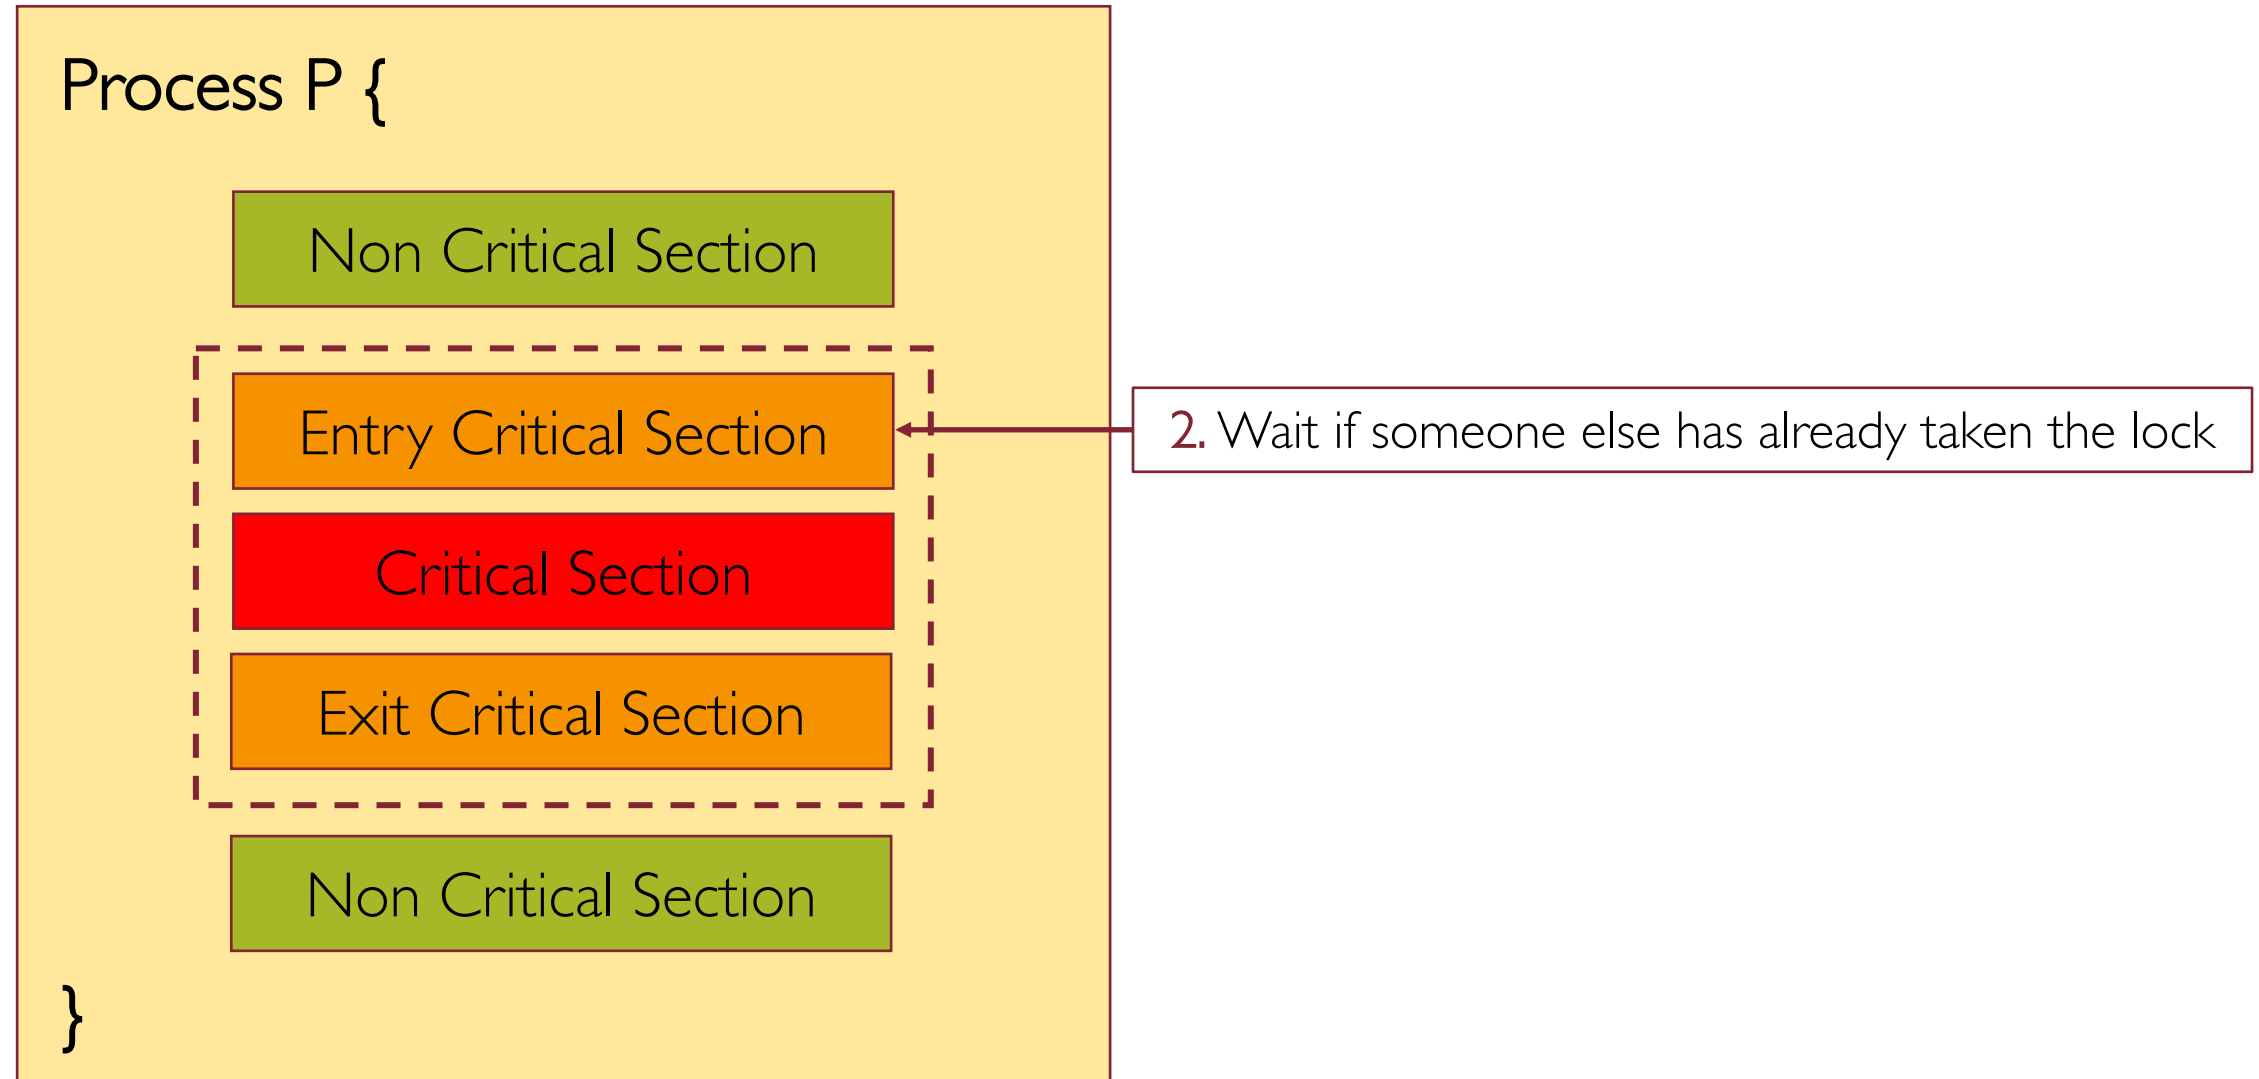 Process P {
Non Critical Section
Entry Critical Section
2. Wait if someone else has already taken the lock
Critical Section
Exit Critical Section
Non Critical Section
}